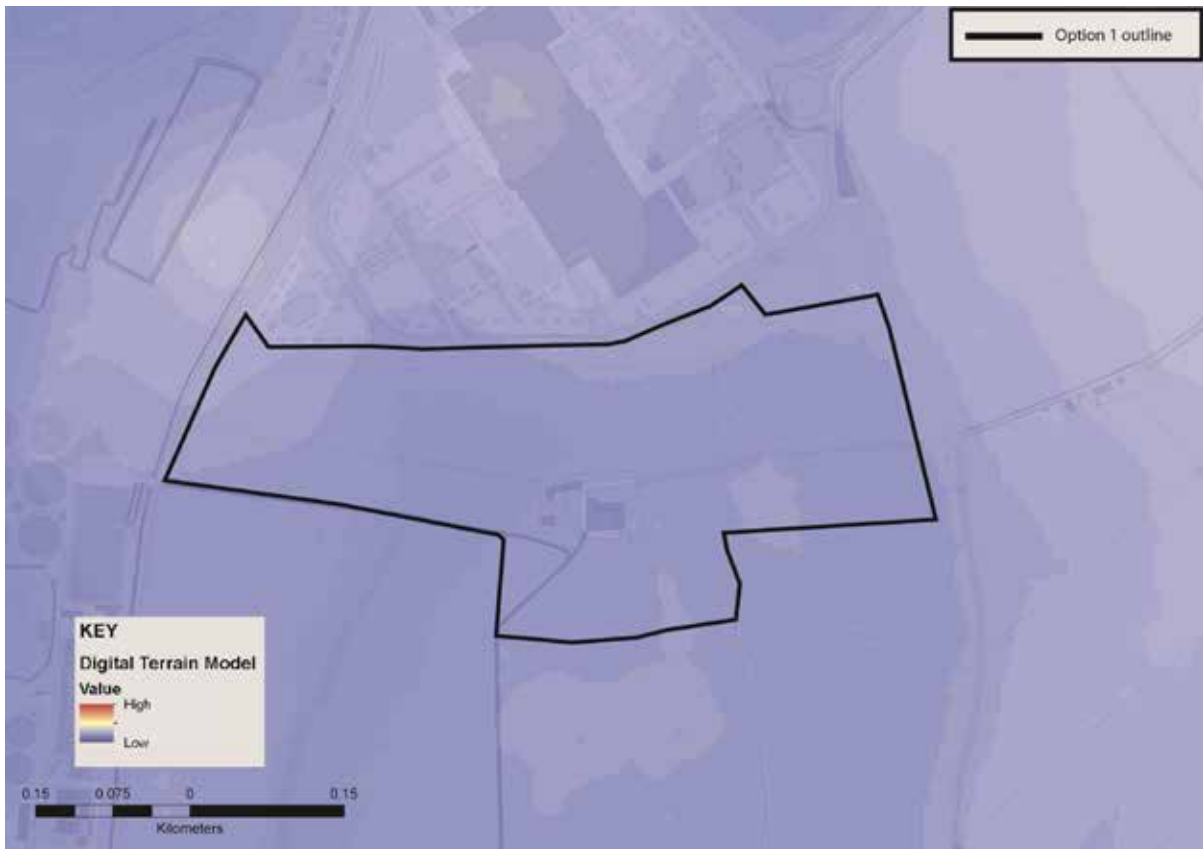 Option 1 outline
KEY
Digital Terrain Model
Value
High
Low
0.15 0.075 0 0.15
Kilometers